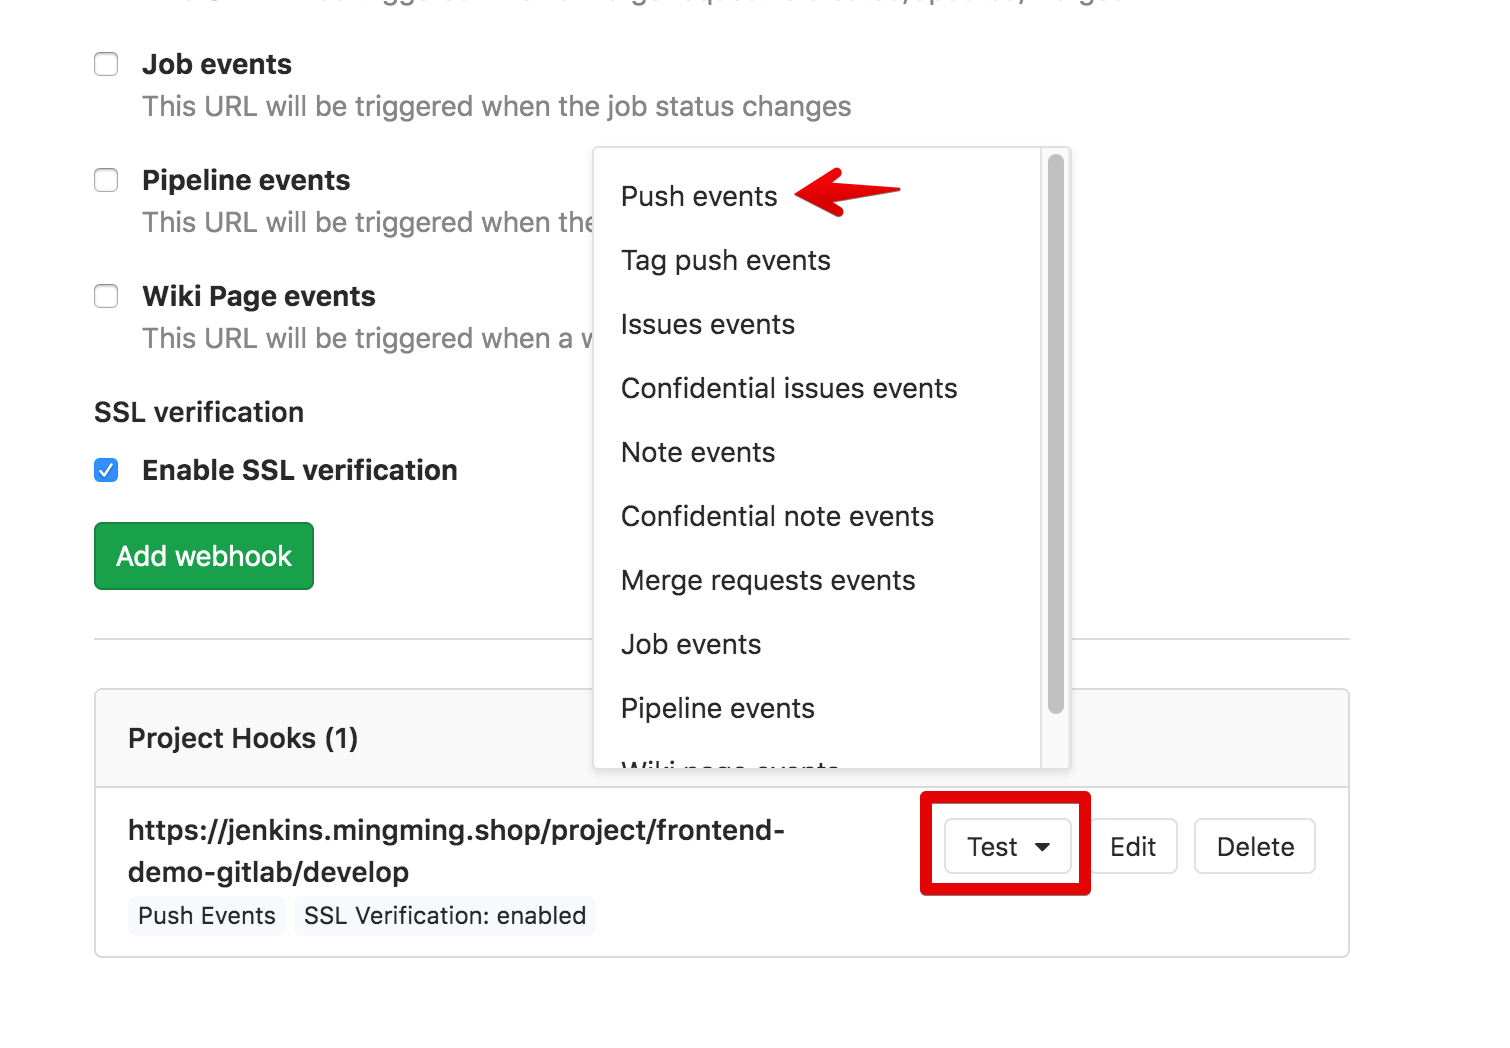 Job events
This URL will be triggered when the job status changes
Pipeline events
This URL will be triggered when the
Wiki Page events
This URL will be triggered when a w
SSL verification
Enable SSL verification
Add webhook
Push events
Tag push events
Issues events
Confidential issues events
Note events
Confidential note events
Merge requests events
Job events
Pipeline events
Wiki page events
Project Hooks (1)
https://jenkins.mingming.shop/project/frontend-
demo-gitlab/develop
Test Edit Delete
Push Events SSL Verification: enabled